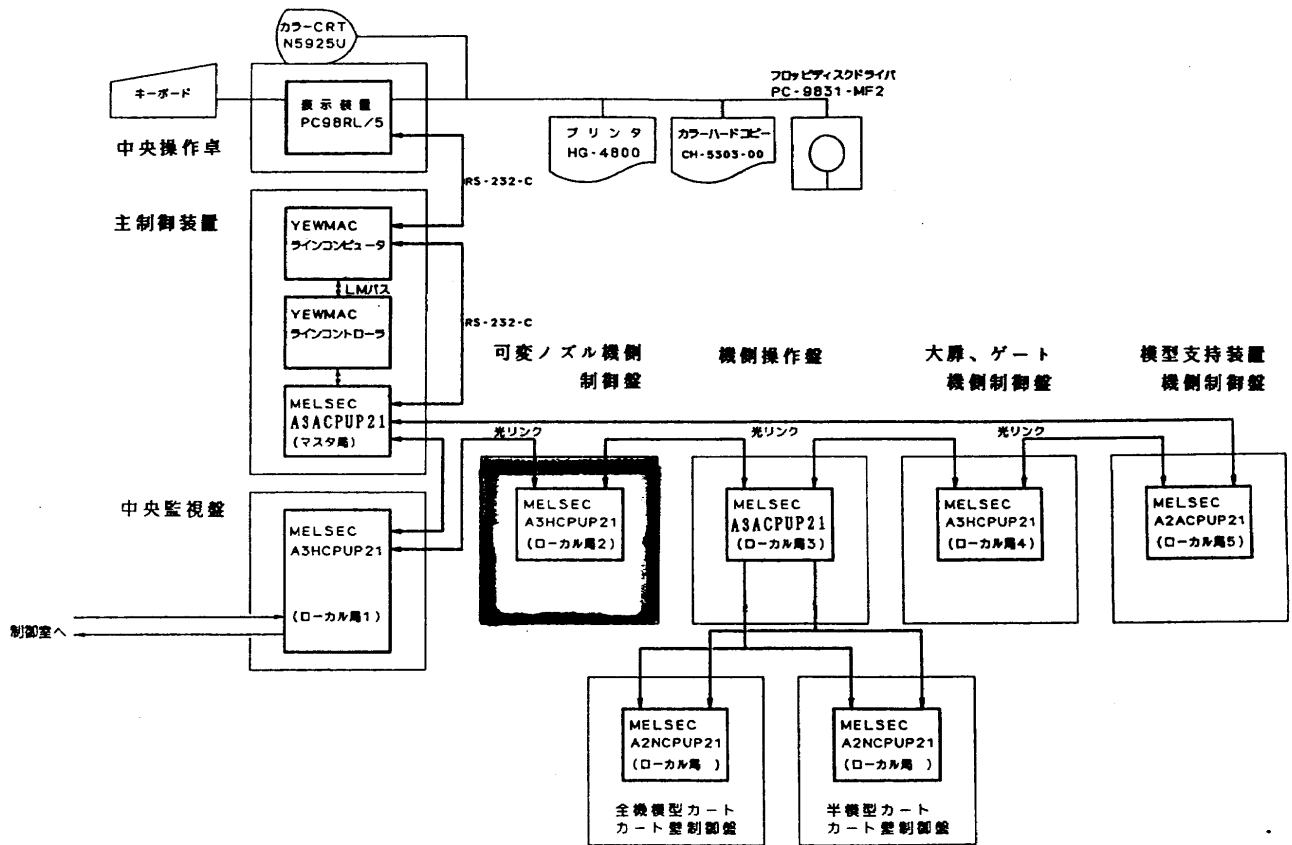 カラーCRT
N5925U
キーボード
表示装置
PC98RL/5
中央操作卓
フロッピディスクドライバ
PC-9831-MF2
プリンタ
HG-4800
カラーハードコピー
CH-5303-00
RS-232-C
主制御装置
YEWMAC
ラインコンピュータ
LMバス
YEWMAC
ラインコントローラ
RS-232-C
MELSEC
A3ACPUP21
(マスタ局)
可変ノズル機側
制御盤
機側操作盤
大扉、ゲート
機側制御盤
模型支持装置
機側制御盤
光リンク
光リンク
光リンク
中央監視盤
MELSEC
A3HCPUP21
(ローカル局1)
制御室へ
MELSEC
A3HCPUP21
(ローカル局2)
MELSEC
A3ACPUP21
(ローカル局3)
MELSEC
A3HCPUP21
(ローカル局4)
MELSEC
A2ACPUP21
(ローカル局5)
MELSEC
A2NCPUP21
(ローカル局 )
全機模型カート
カート壁制御盤
MELSEC
A2NCPUP21
(ローカル局 )
半模型カート
カート壁制御盤